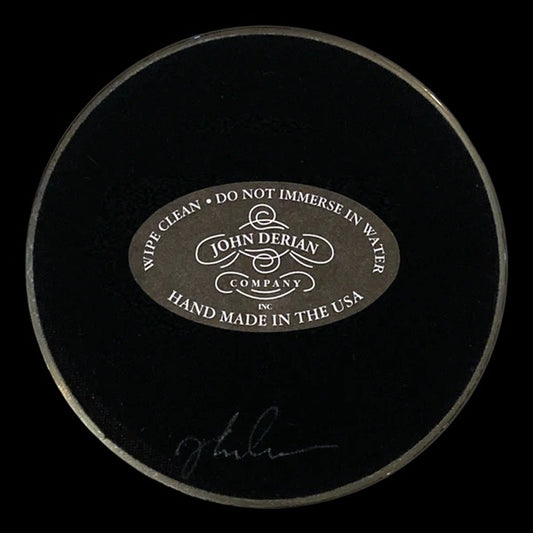 WIPE CLEAN • DO NOT IMMERSE IN WATER
JOHN DERIAN
COMPANY
INC
HAND MADE IN THE USA